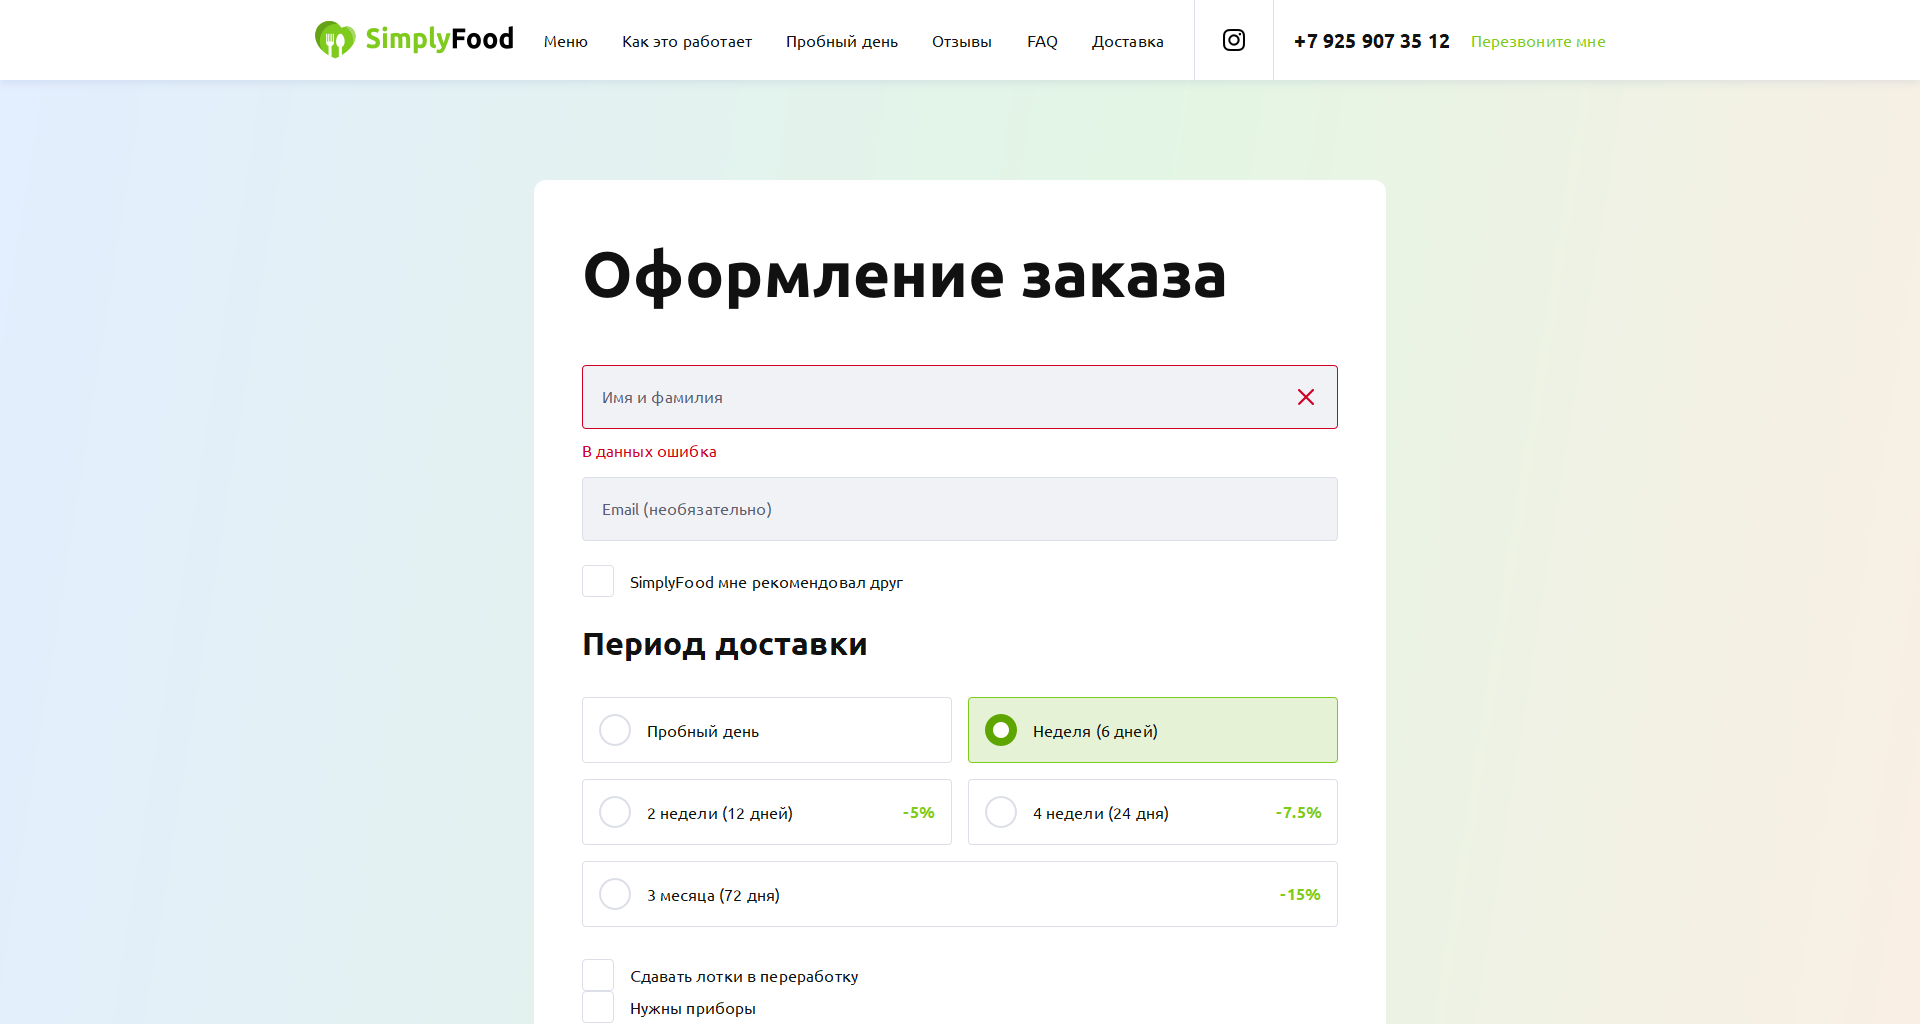 SimplyFood
Меню
Как это работает
Пробный день
Отзывы
FAQ
Доставка
+7 925 907 35 12
Перезвоните мне
Оформление заказа
Имя и фамилия
В данных ошибка
Email (необязательно)
SimplyFood мне рекомендовал друг
Период доставки
Пробный день
Неделя (6 дней)
2 недели (12 дней) -5%
4 недели (24 дня) -7.5%
3 месяца (72 дня) -15%
Сдавать лотки в переработку
Нужны приборы